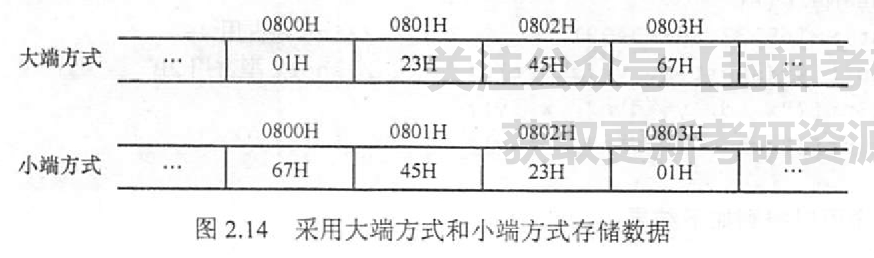 0800H 0801H 0802H 0803H
大端方式 … 01H 23H 45H 67H …
关注公众号【封神考研
0800H 0801H 0802H 0803H
获取更新考研资源
小端方式 … 67H 45H 23H 01H …
图 2.14 采用大端方式和小端方式存储数据